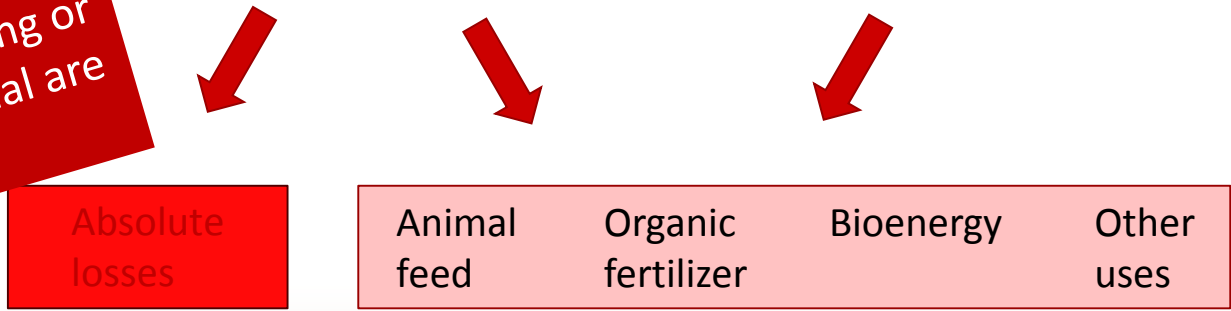 ng or
al are
Absolute
losses
Animal
feed
Organic
fertilizer
Bioenergy
Other
uses